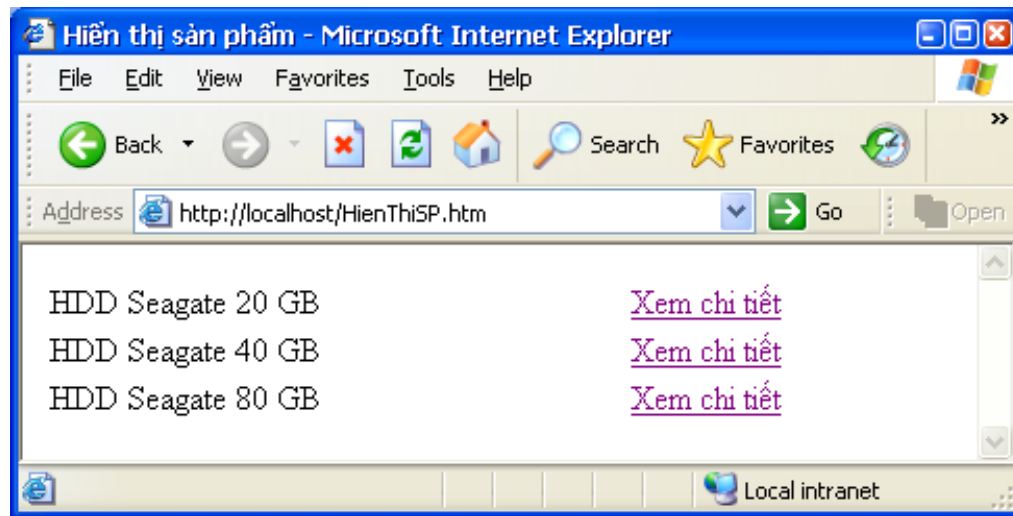 Hiển thị sản phẩm - Microsoft Internet Explorer
File Edit View Favorites Tools Help
Back Search Favorites »
Address http://localhost/HienThiSP.htm Go Open
HDD Seagate 20 GB Xem chi tiết
HDD Seagate 40 GB Xem chi tiết
HDD Seagate 80 GB Xem chi tiết
Local intranet